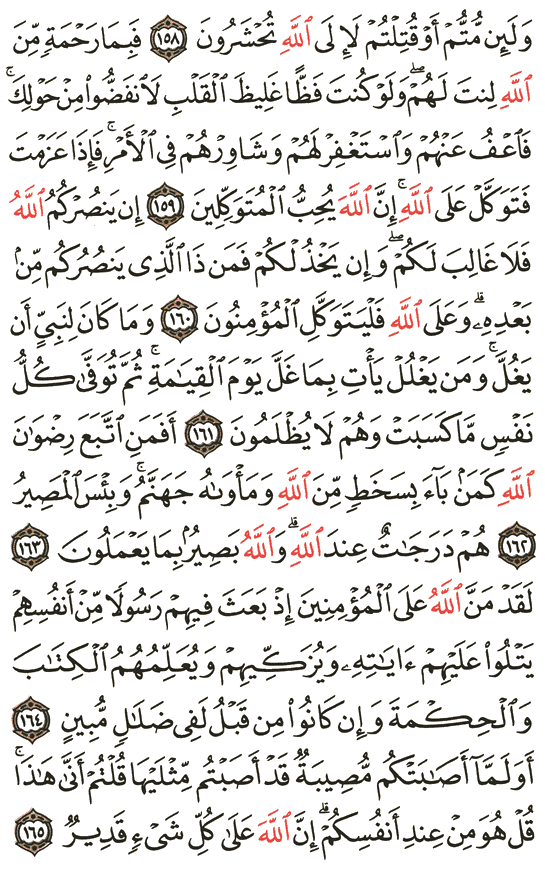 وَلَئِن مُّتُّمْ أَوْ قُتِلْتُمْ لَإِلَى ٱللَّهِ تُحْشَرُونَ ١٥٨ فَبِمَا رَحْمَةٍ مِّنَ
ٱللَّهِ لِنتَ لَهُمْ ۖ وَلَوْ كُنتَ فَظًّا غَلِيظَ ٱلْقَلْبِ لَٱنفَضُّوا۟ مِنْ حَوْلِكَ ۖ
فَٱعْفُ عَنْهُمْ وَٱسْتَغْفِرْ لَهُمْ وَشَاوِرْهُمْ فِى ٱلْأَمْرِ ۖ فَإِذَا عَزَمْتَ
فَتَوَكَّلْ عَلَى ٱللَّهِ ۚ إِنَّ ٱللَّهَ يُحِبُّ ٱلْمُتَوَكِّلِينَ ١٥٩ إِن يَنصُرْكُمُ ٱللَّهُ
فَلَا غَالِبَ لَكُمْ ۖ وَإِن يَخْذُلْكُمْ فَمَن ذَا ٱلَّذِى يَنصُرُكُم مِّنۢ
بَعْدِهِۦ ۗ وَعَلَى ٱللَّهِ فَلْيَتَوَكَّلِ ٱلْمُؤْمِنُونَ ١٦٠ وَمَا كَانَ لِنَبِىٍّ أَن
يَغُلَّ ۚ وَمَن يَغْلُلْ يَأْتِ بِمَا غَلَّ يَوْمَ ٱلْقِيَٰمَةِ ۚ ثُمَّ تُوَفَّىٰ كُلُّ
نَفْسٍ مَّا كَسَبَتْ وَهُمْ لَا يُظْلَمُونَ ١٦١ أَفَمَنِ ٱتَّبَعَ رِضْوَٰنَ
ٱللَّهِ كَمَنۢ بَآءَ بِسَخَطٍ مِّنَ ٱللَّهِ وَمَأْوَىٰهُ جَهَنَّمُ ۚ وَبِئْسَ ٱلْمَصِيرُ
١٦٢ هُمْ دَرَجَٰتٌ عِندَ ٱللَّهِ ۗ وَٱللَّهُ بَصِيرٌۢ بِمَا يَعْمَلُونَ ١٦٣
لَقَدْ مَنَّ ٱللَّهُ عَلَى ٱلْمُؤْمِنِينَ إِذْ بَعَثَ فِيهِمْ رَسُولًا مِّنْ أَنفُسِهِمْ
يَتْلُوا۟ عَلَيْهِمْ ءَايَٰتِهِۦ وَيُزَكِّيهِمْ وَيُعَلِّمُهُمُ ٱلْكِتَٰبَ
وَٱلْحِكْمَةَ وَإِن كَانُوا۟ مِن قَبْلُ لَفِى ضَلَٰلٍ مُّبِينٍ ١٦٤
أَوَلَمَّآ أَصَٰبَتْكُم مُّصِيبَةٌ قَدْ أَصَبْتُم مِّثْلَيْهَا قُلْتُمْ أَنَّىٰ هَٰذَا ۖ
قُلْ هُوَ مِنْ عِندِ أَنفُسِكُمْ ۗ إِنَّ ٱللَّهَ عَلَىٰ كُلِّ شَىْءٍ قَدِيرٌ ١٦٥